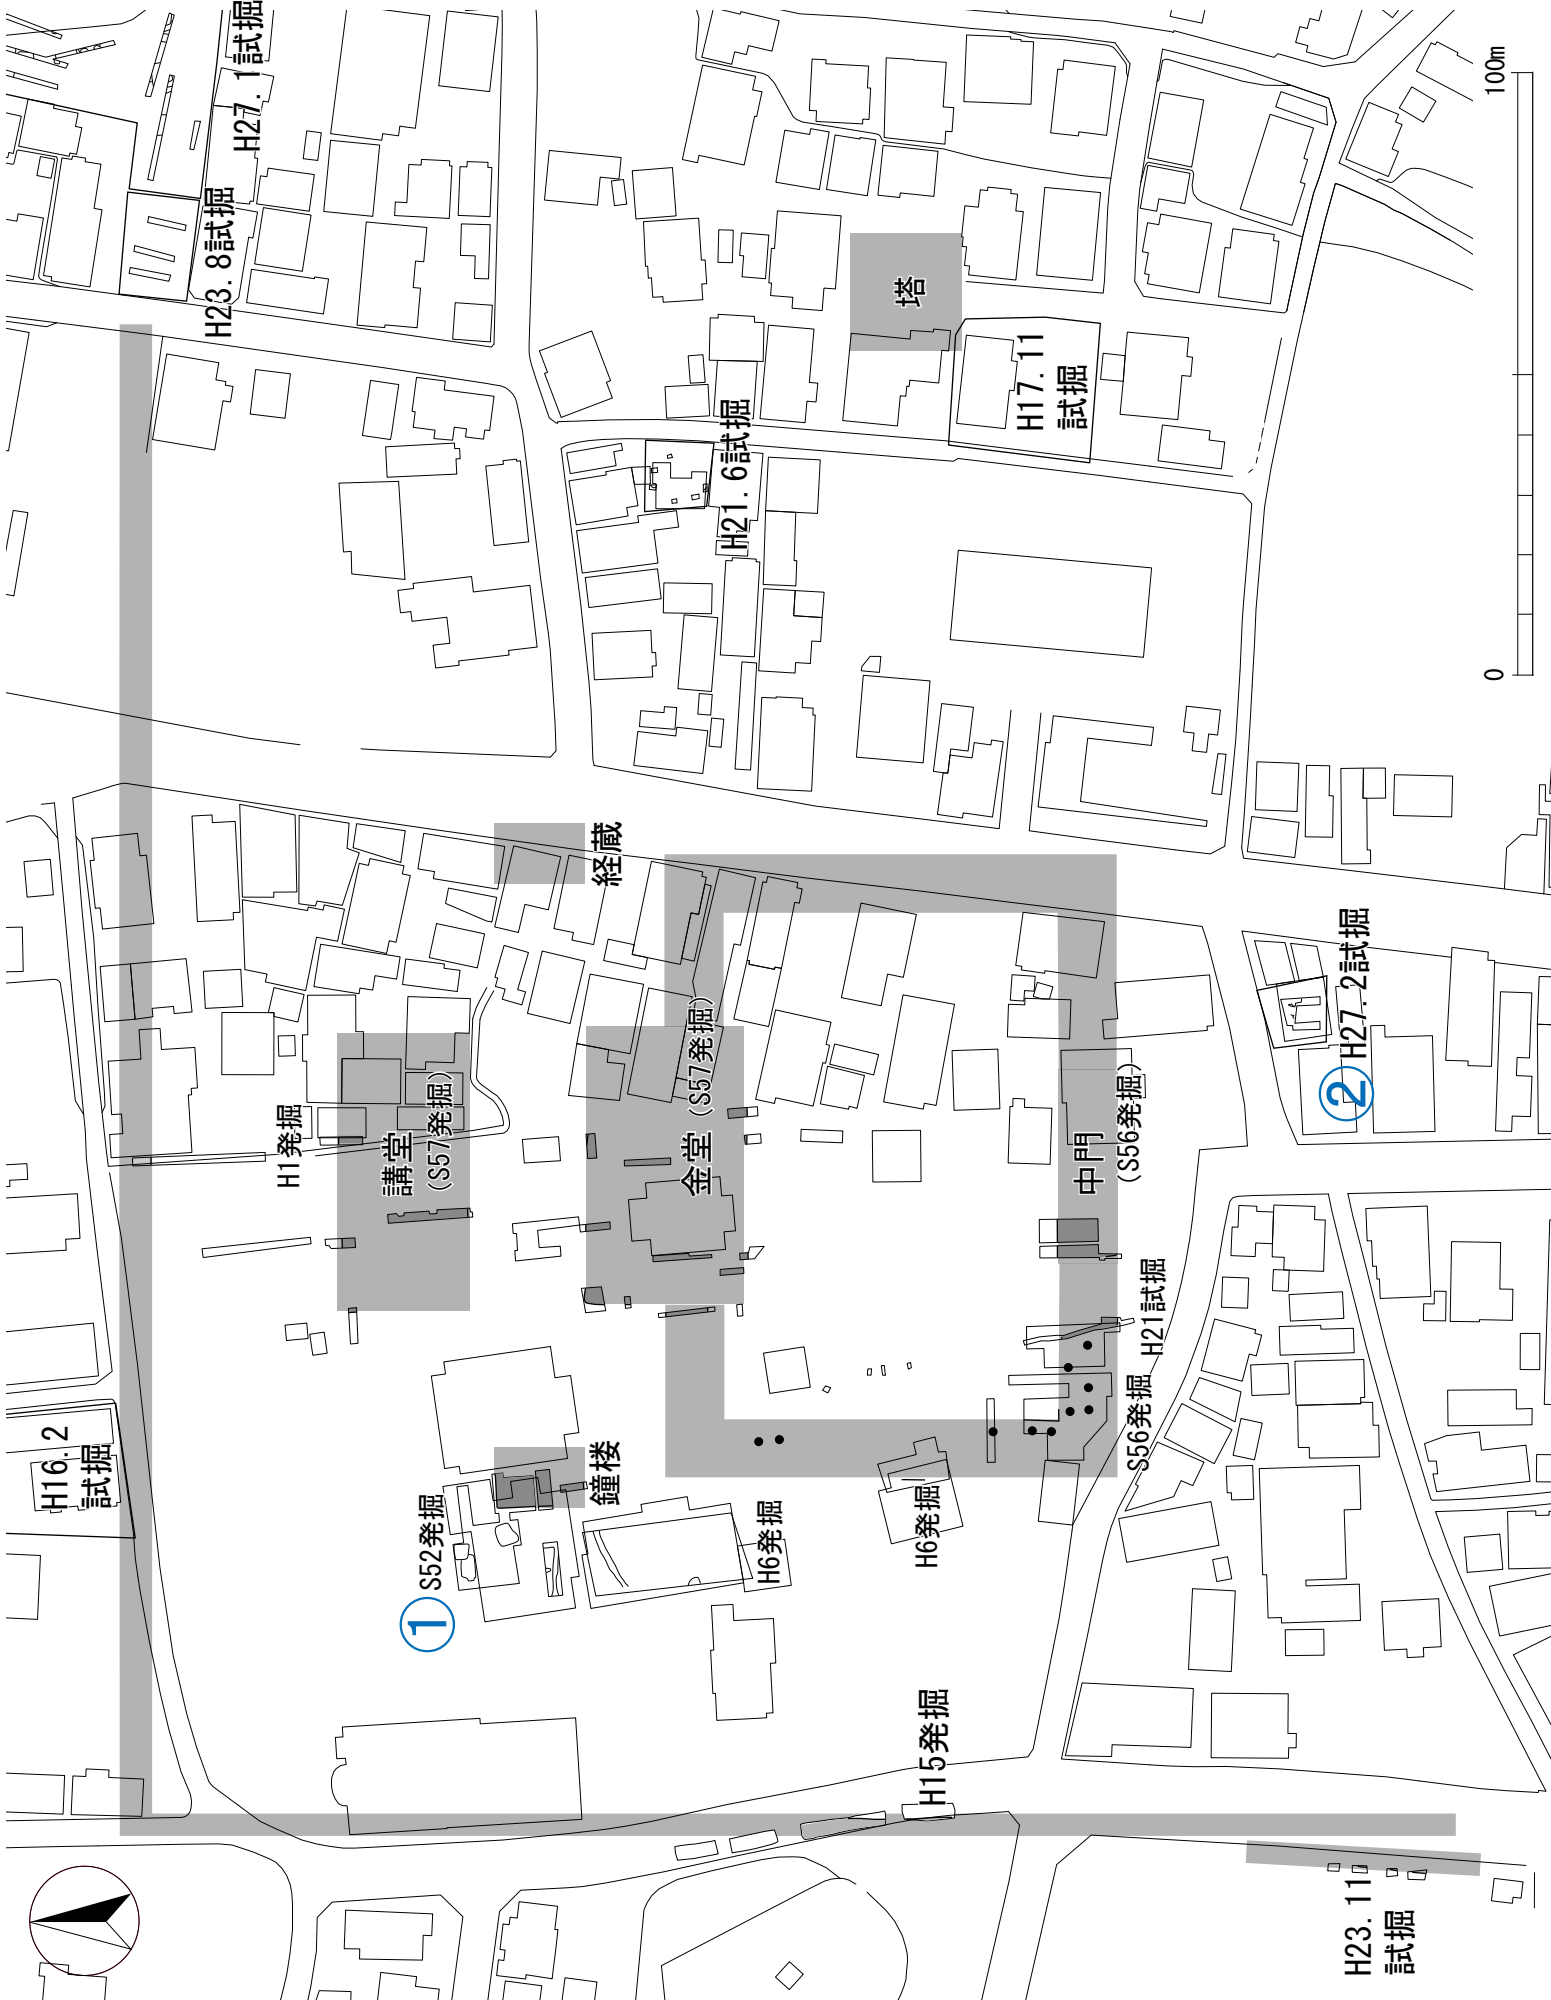 H27．1試掘
H23．8試掘
塔
H17．11
試掘
H21．6試掘
経蔵
H1発掘
講堂
（S57発掘）
金堂（S57発掘）
中門
（S56発掘）
②H27．2試掘
H21試掘
S56発掘
H16．2
試掘
鐘楼
①S52発掘
H6発掘
H6発掘
H15発掘
H23．11
試掘
0
100m